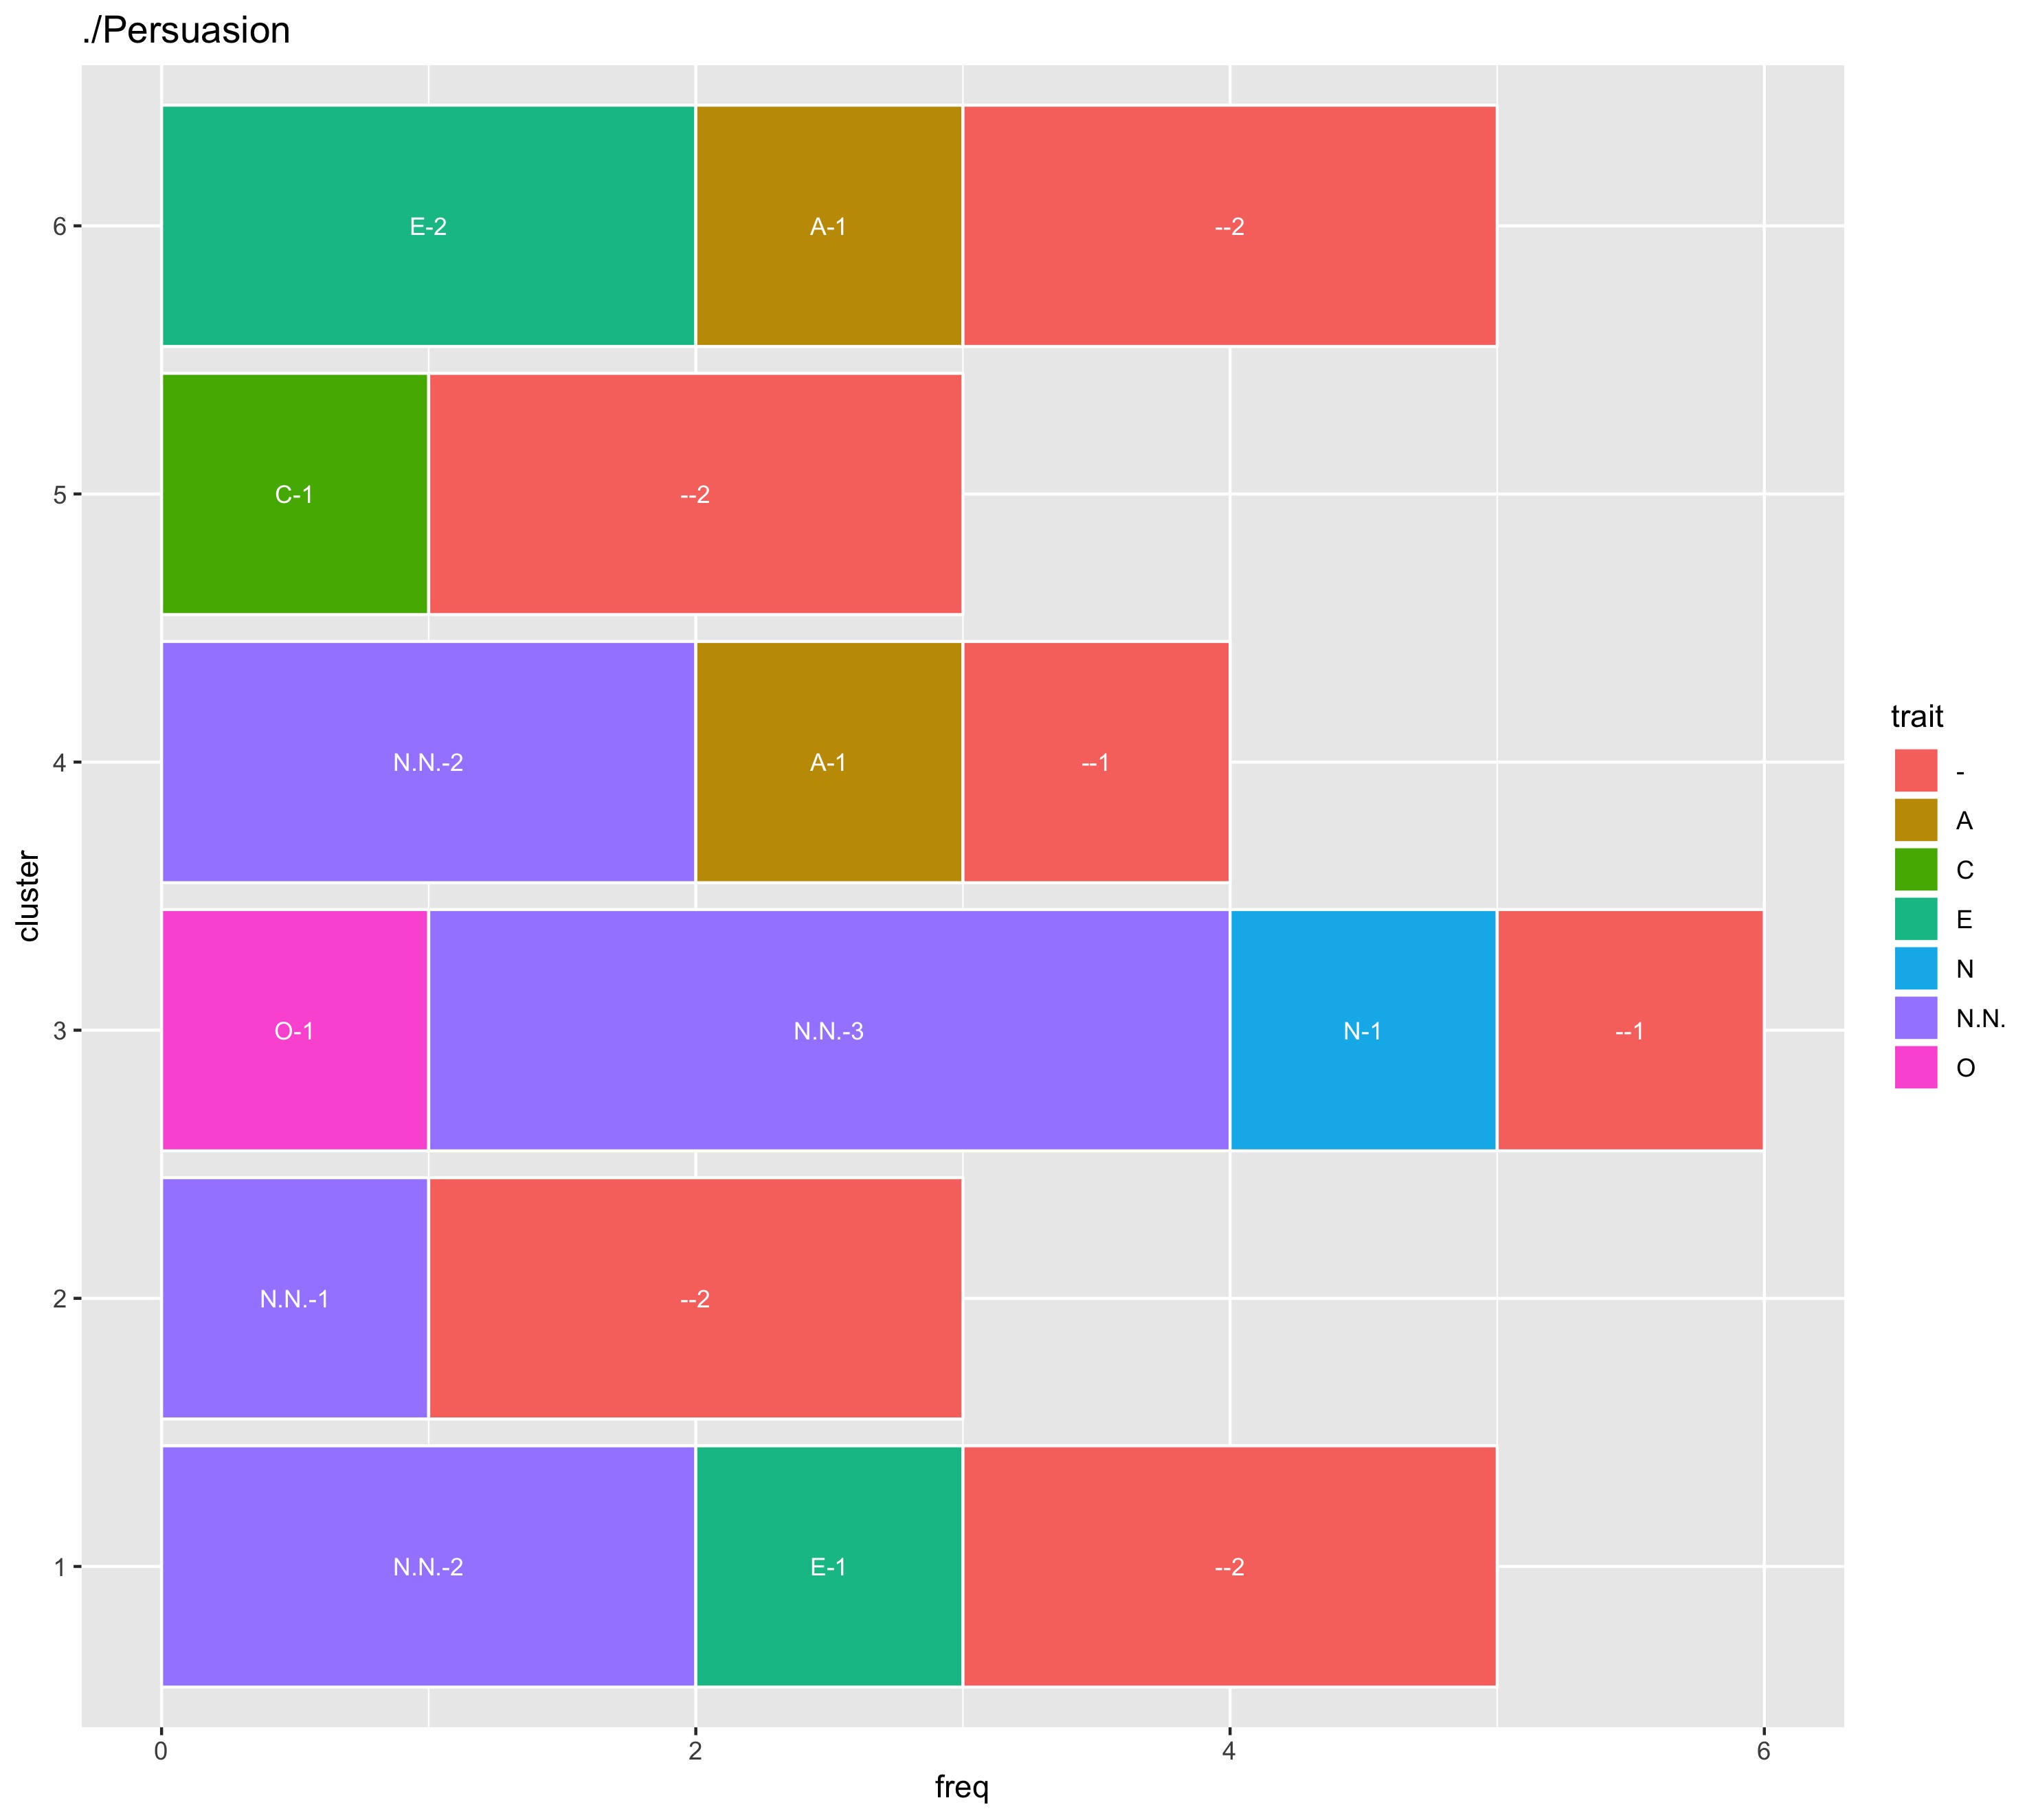 ./Persuasion
6
E-2
A-1
--2
5
C-1
--2
4
N.N.-2
A-1
--1
3
O-1
N.N.-3
N-1
--1
2
N.N.-1
--2
1
N.N.-2
E-1
--2
0
2
4
6
freq
cluster
trait
-
A
C
E
N
N.N.
O